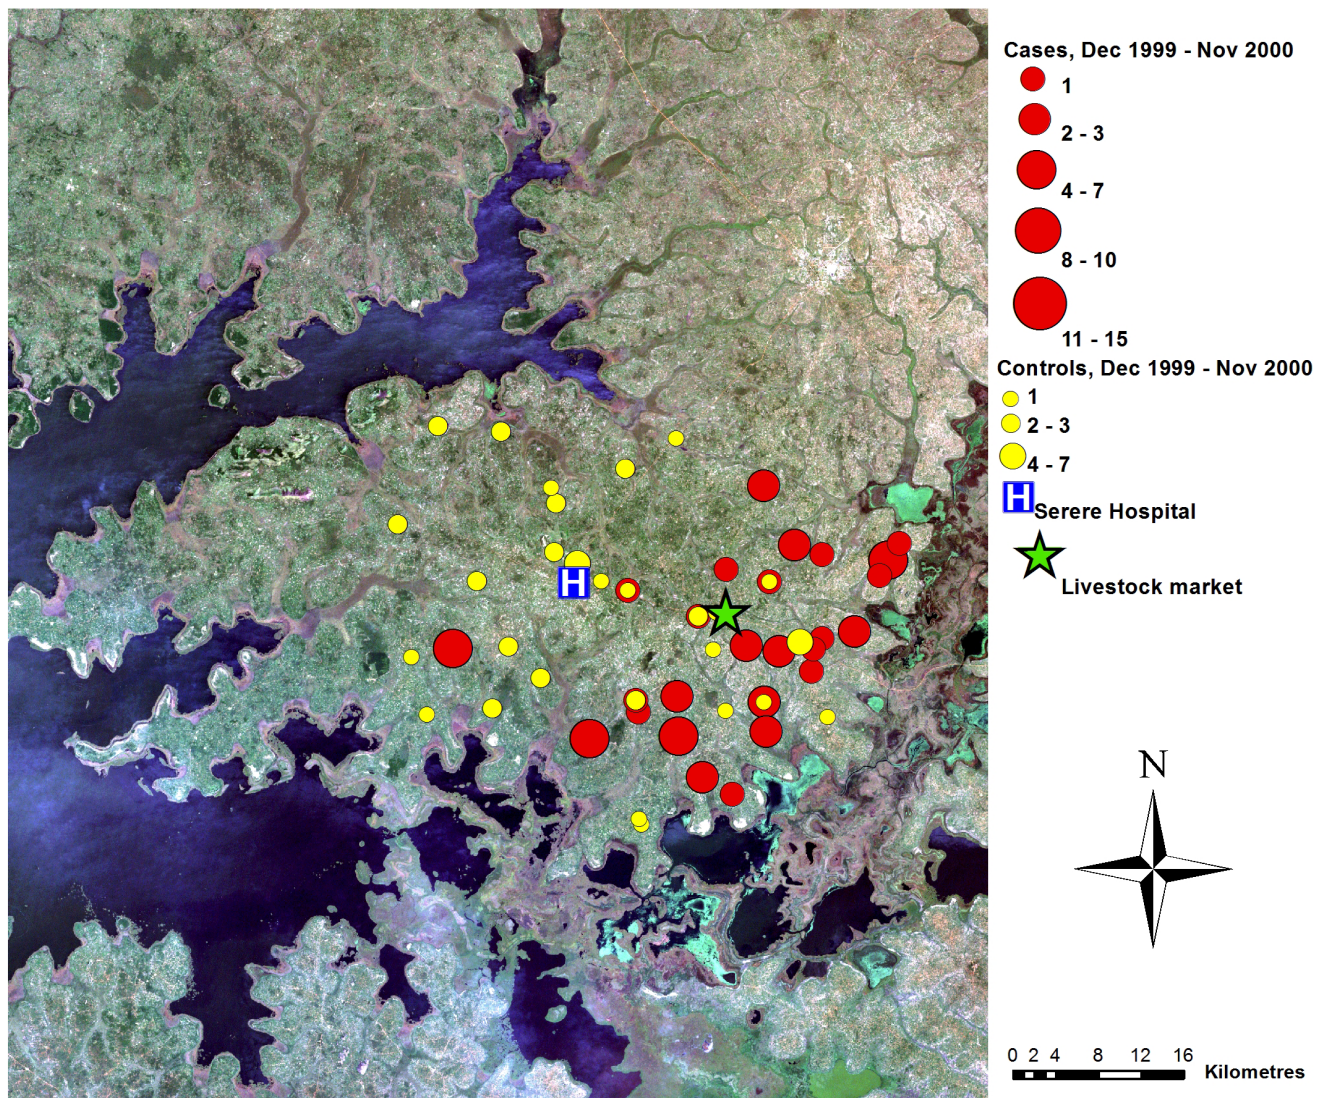 Cases, Dec 1999 - Nov 2000
1
2 - 3
4 - 7
8 - 10
11 - 15
Controls, Dec 1999 - Nov 2000
1
2 - 3
4 - 7
H Serere Hospital
Livestock market
H
N
0 2 4 8 12 16
Kilometres